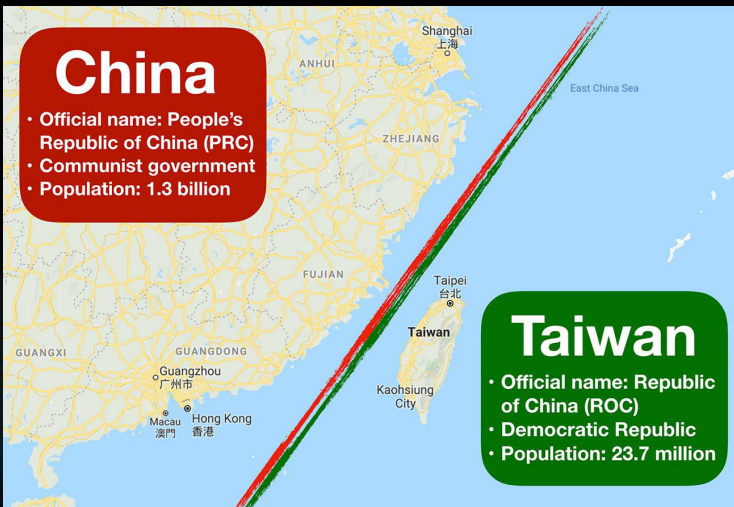 China
• Official name: People's
Republic of China (PRC)
• Communist government
• Population: 1.3 billion
Shanghai
上海
ANHUI
East China Sea
ZHEJIANG
FUJIAN
Taipei
台北
Taiwan
GUANGXI
GUANGDONG
Guangzhou
广州市
Kaohsiung
City
Macau
澳門
Hong Kong
香港
Taiwan
• Official name: Republic
of China (ROC)
• Democratic Republic
• Population: 23.7 million